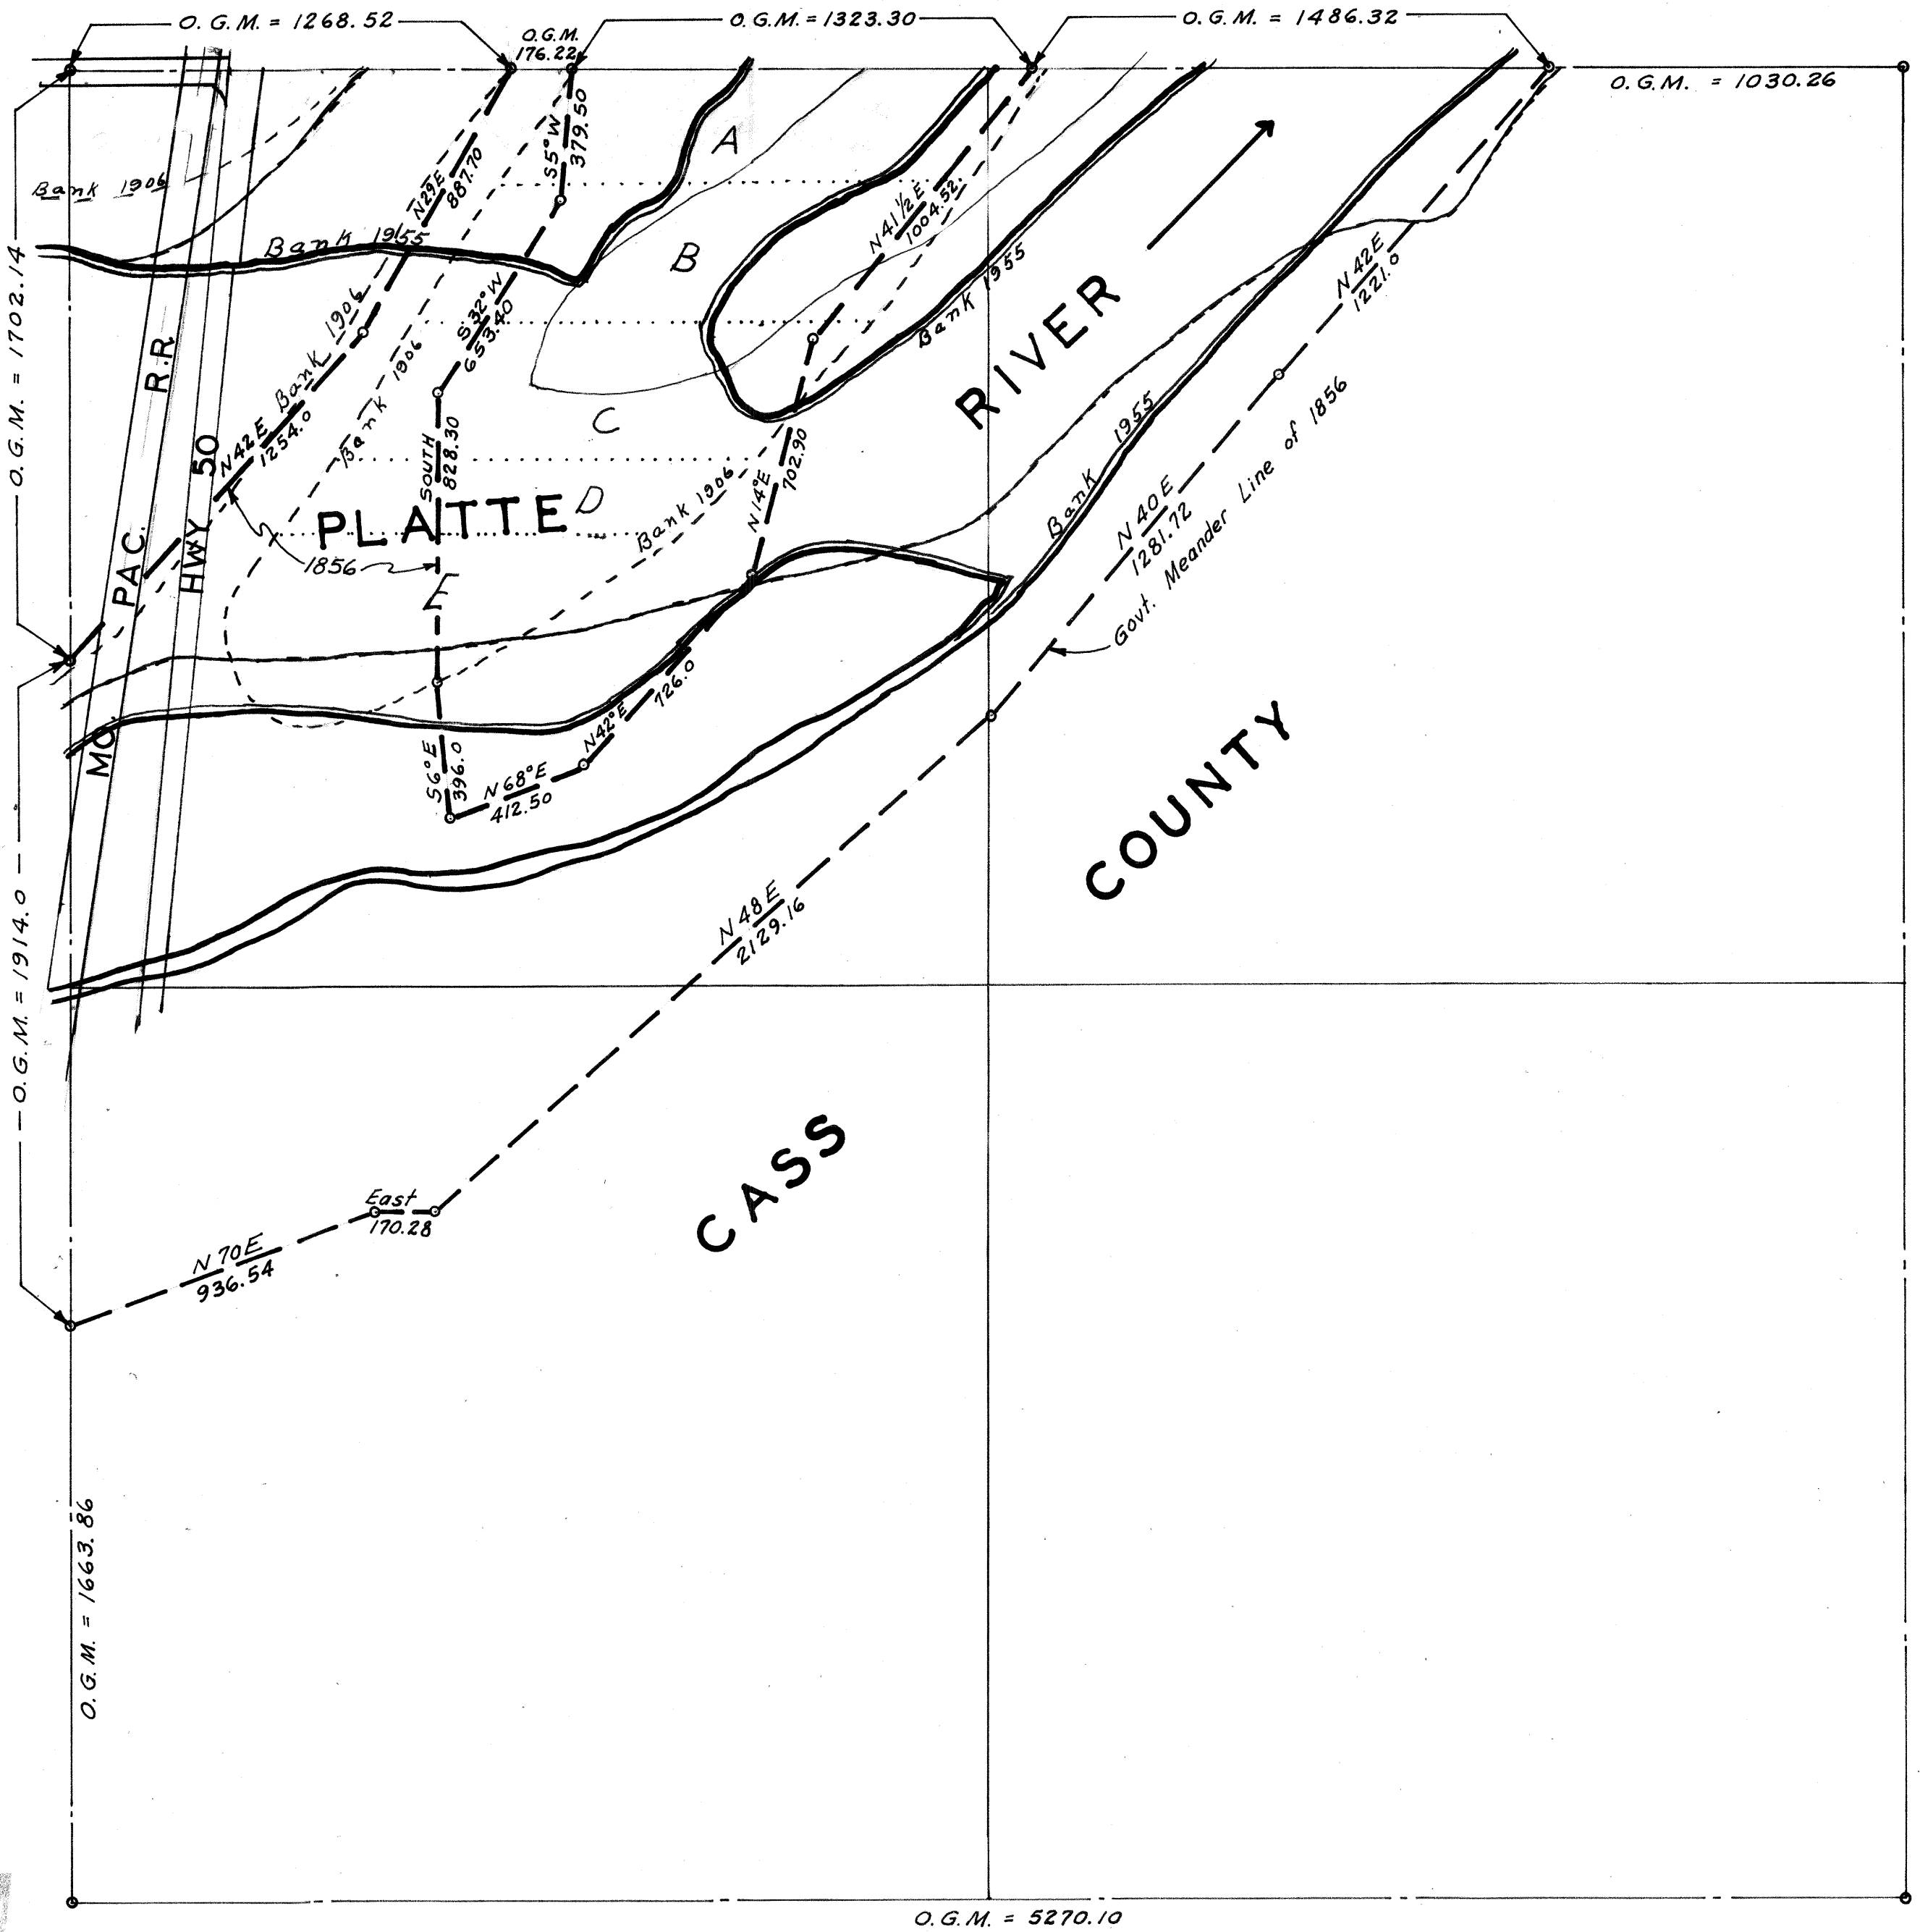 O.G.M. = 1268.52
O.G.M.
176.22
O.G.M. = 1323.30
O.G.M. = 1486.32
O.G.M. = 1030.26
O.G.M. = 1702.14
Bank 1906
Bank 1955
N29E
887.70
S5°W
379.50
A
B
C
D
E
N41½E
1004.52
Bank 1955
RIVER
N42E
1221.0
Bank 1906
Bank 1906
S32°W
653.40
N42E
1254.0
SOUTH
828.30
MO. PAC. R.R.
HWY 50
PLATTE
1856
Bank 1906
N14°E
702.90
Bank 1955
N40E
1281.72
Govt. Meander Line of 1856
N42°E
726.0
S6°E
396.0
N68°E
412.50
COUNTY
O.G.M. = 1914.0
N48E
2129.16
CASS
East
170.28
N70E
936.54
O.G.M. = 1663.86
O.G.M. = 5270.10